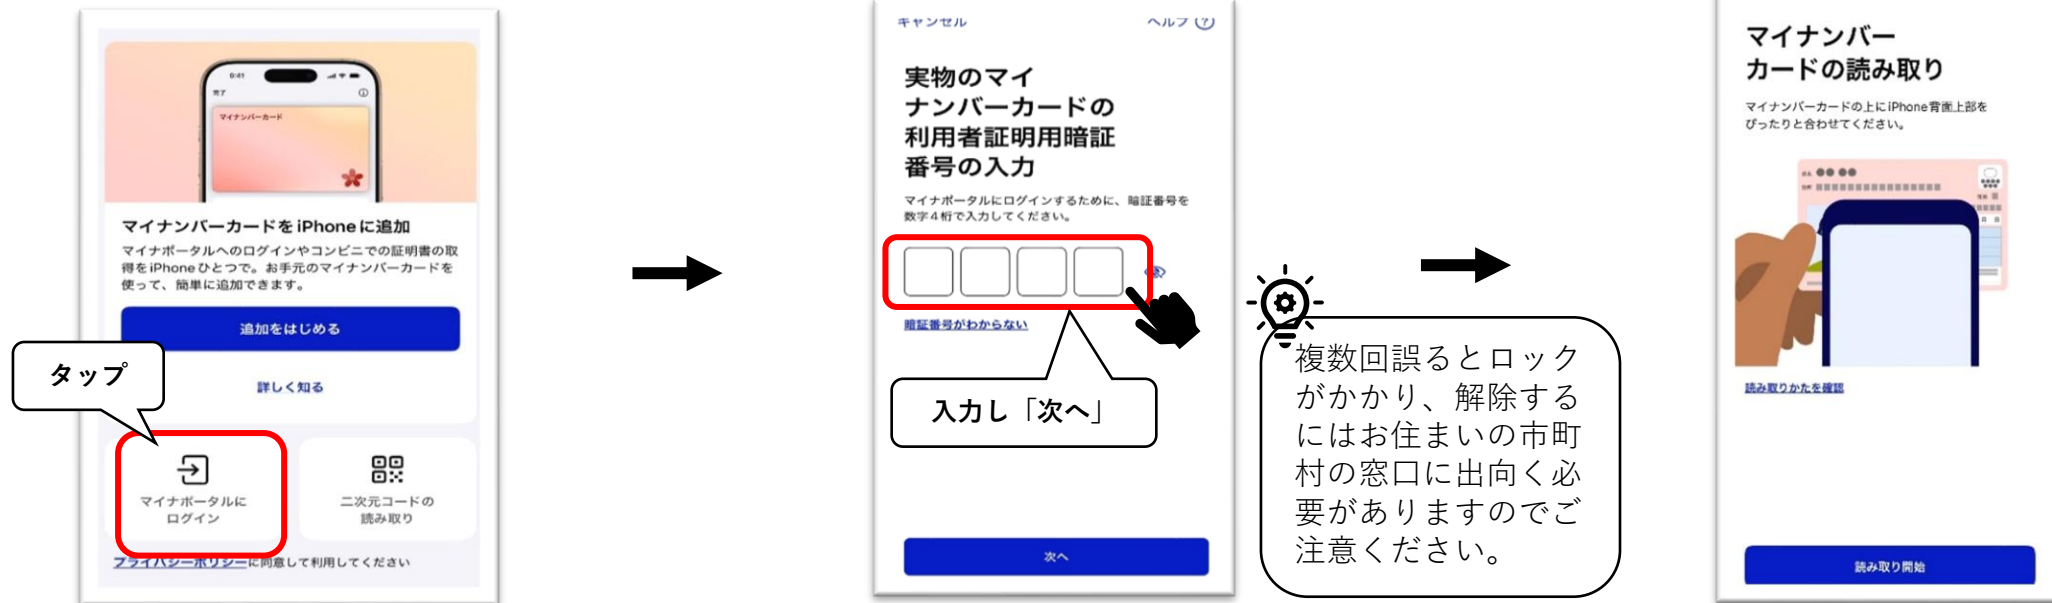 9:41
完了
マイナンバーカード
マイナンバーカードをiPhoneに追加
マイナポータルへのログインやコンビニでの証明書の取
得をiPhoneひとつで。お手元のマイナンバーカードを
使って、簡単に追加できます。
追加をはじめる
タップ
詳しく知る
マイナポータルに
ログイン
二次元コードの
読み取り
プライバシーポリシーに同意して利用してください
キャンセル
ヘルプ
実物のマイ
ナンバーカードの
利用者証明用暗証
番号の入力
マイナポータルにログインするために、暗証番号を
数字4桁で入力してください。
暗証番号がわからない
入力し「次へ」
次へ
複数回誤るとロック
がかかり、解除する
にはお住まいの市町
村の窓口に出向く必
要がありますのでご
注意ください。
マイナンバー
カードの読み取り
マイナンバーカードの上にiPhone背面上部を
ぴったりと合わせてください。
読み取りかたを確認
読み取り開始